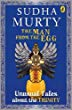 SUDHA
MURTY
THE MAN FROM THE EGG
Unusual Tales
about the TRINITY